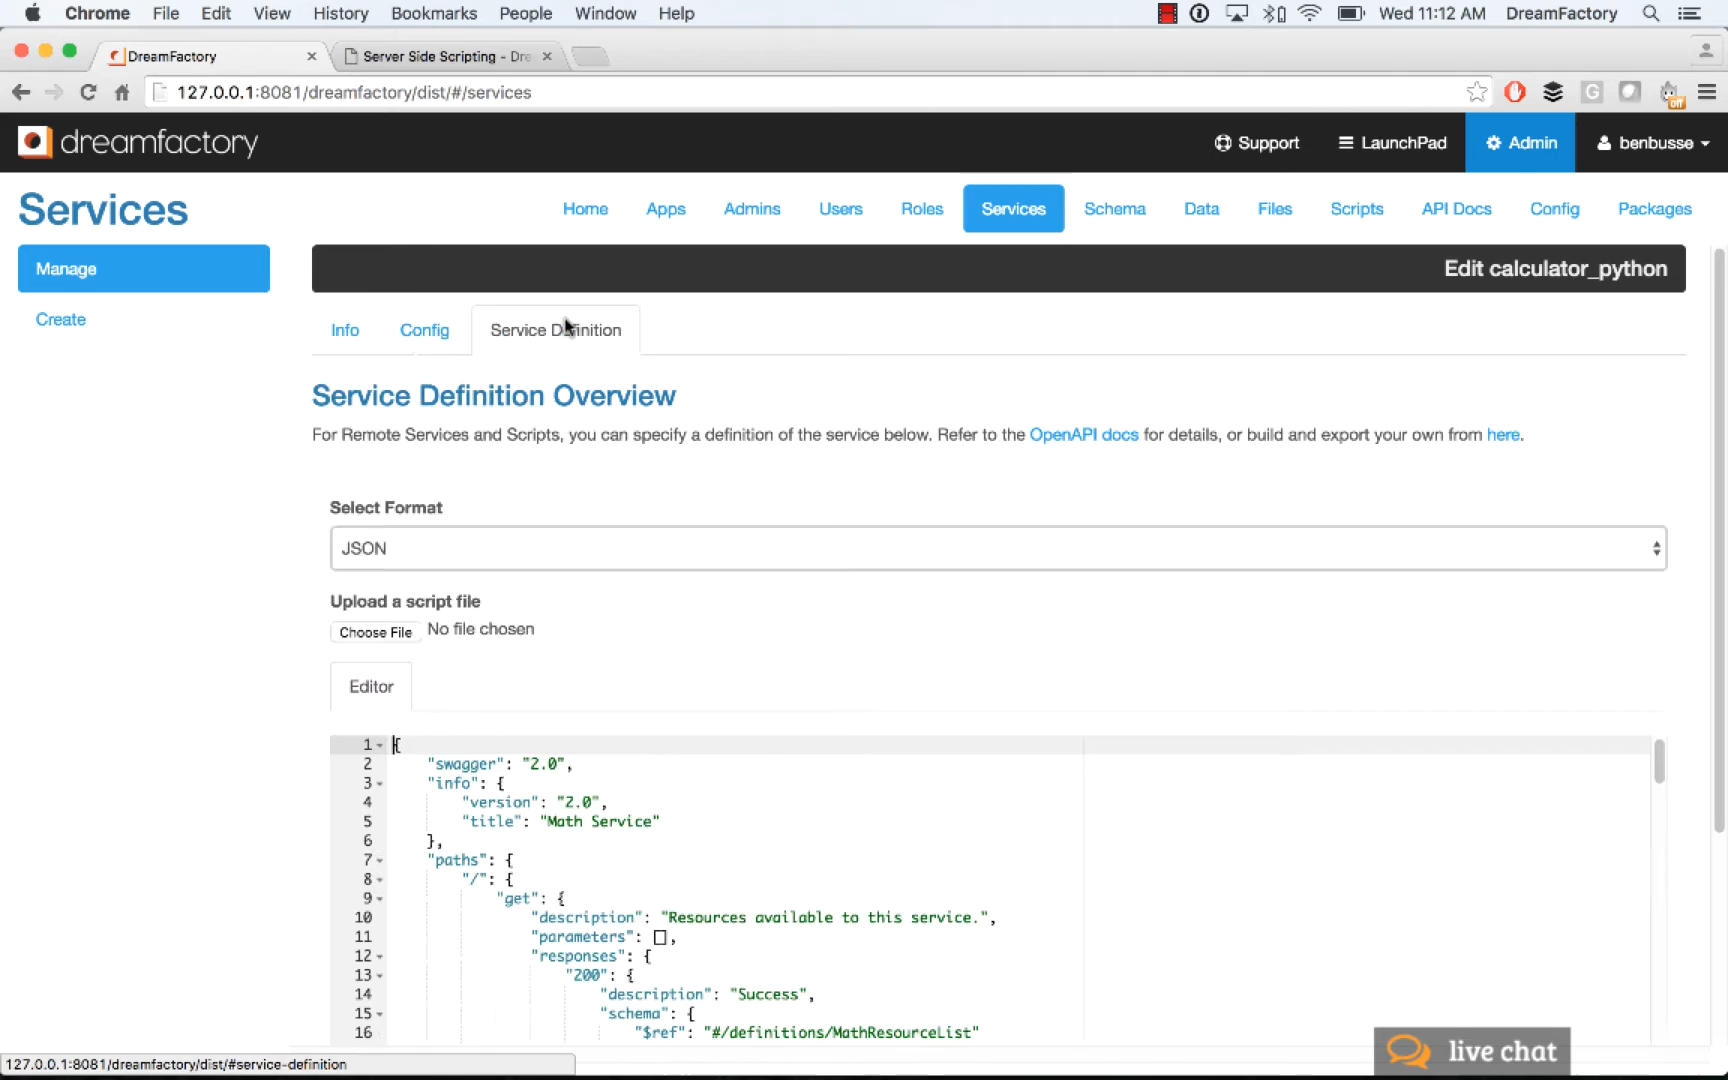 Chrome File Edit View History Bookmarks People Window Help Wed 11:12 AM DreamFactory
DreamFactory Server Side Scripting - Dre
127.0.0.1:8081/dreamfactory/dist/#/services
off
dreamfactory Support LaunchPad Admin benbusse
Services Home Apps Admins Users Roles Services Schema Data Files Scripts API Docs Config Packages
Manage
Edit calculator_python
Create
Info Config Service Definition
Service Definition Overview
For Remote Services and Scripts, you can specify a definition of the service below. Refer to the OpenAPI docs for details, or build and export your own from here.
Select Format
JSON
Upload a script file
Choose File No file chosen
Editor
1 {
2 "swagger": "2.0",
3 "info": {
4 "version": "2.0",
5 "title": "Math Service"
6 },
7 "paths": {
8 "/": {
9 "get": {
10 "description": "Resources available to this service.",
11 "parameters": [],
12 "responses": {
13 "200": {
14 "description": "Success",
15 "schema": {
16 "$ref": "#/definitions/MathResourceList"
live chat
127.0.0.1:8081/dreamfactory/dist/#service-definition